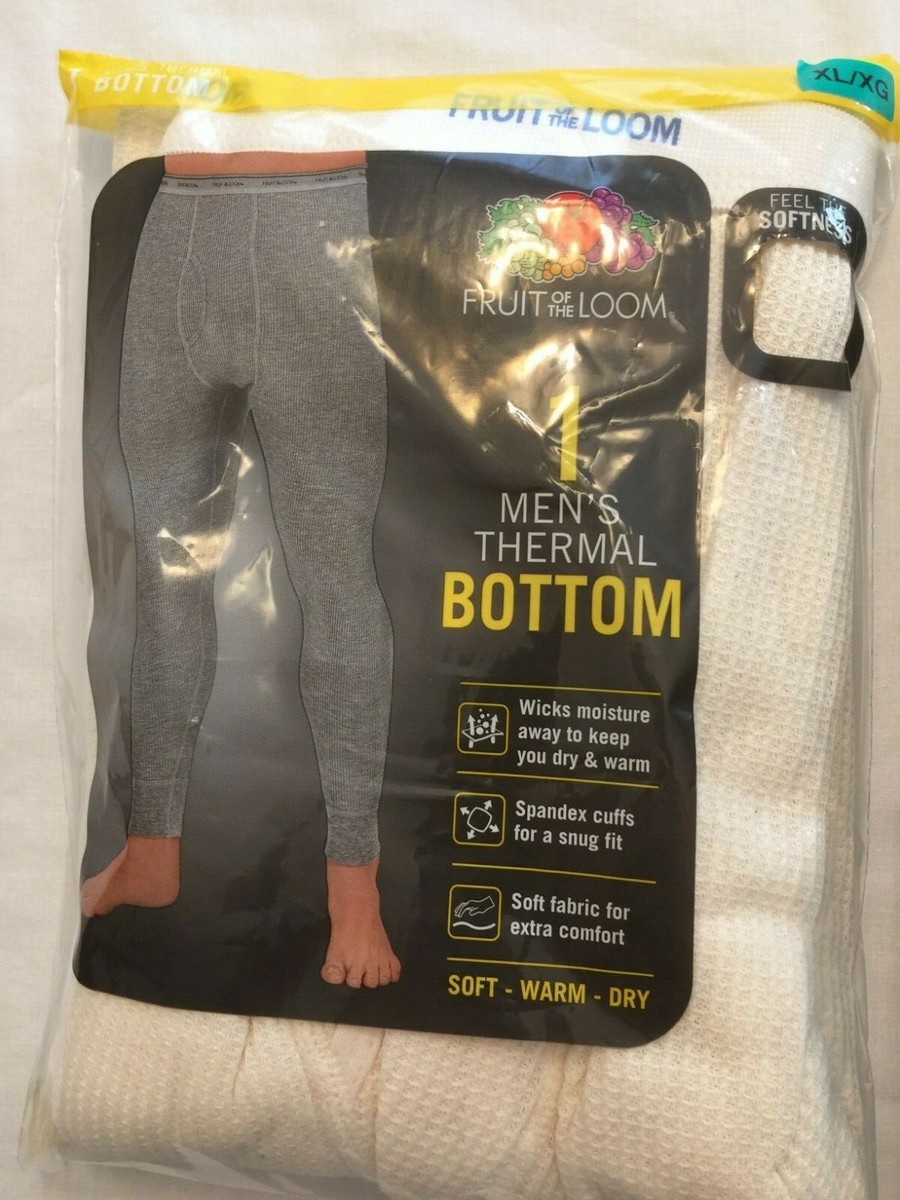 THERMAL
BOTTOM
XL/XG
FRUIT OF THE LOOM
FEEL THE
SOFTNESS
FRUIT OF THE LOOM®
1
MEN'S
THERMAL
BOTTOM
Wicks moisture
away to keep
you dry & warm
Spandex cuffs
for a snug fit
Soft fabric for
extra comfort
SOFT - WARM - DRY